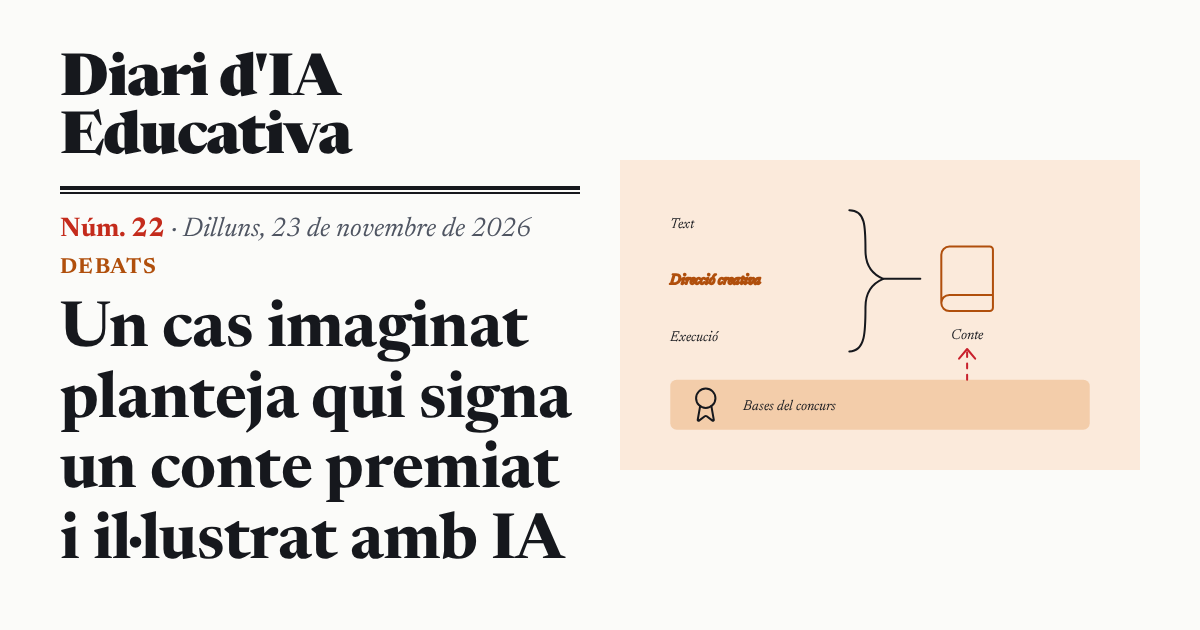 Diari d'IA
Educativa
Núm. 22 · Dilluns, 23 de novembre de 2026
DEBATS
Un cas imaginat
planteja qui signa
un conte premiat
i il·lustrat amb IA
Text
Direcció creativa
Execució
Conte
Bases del concurs